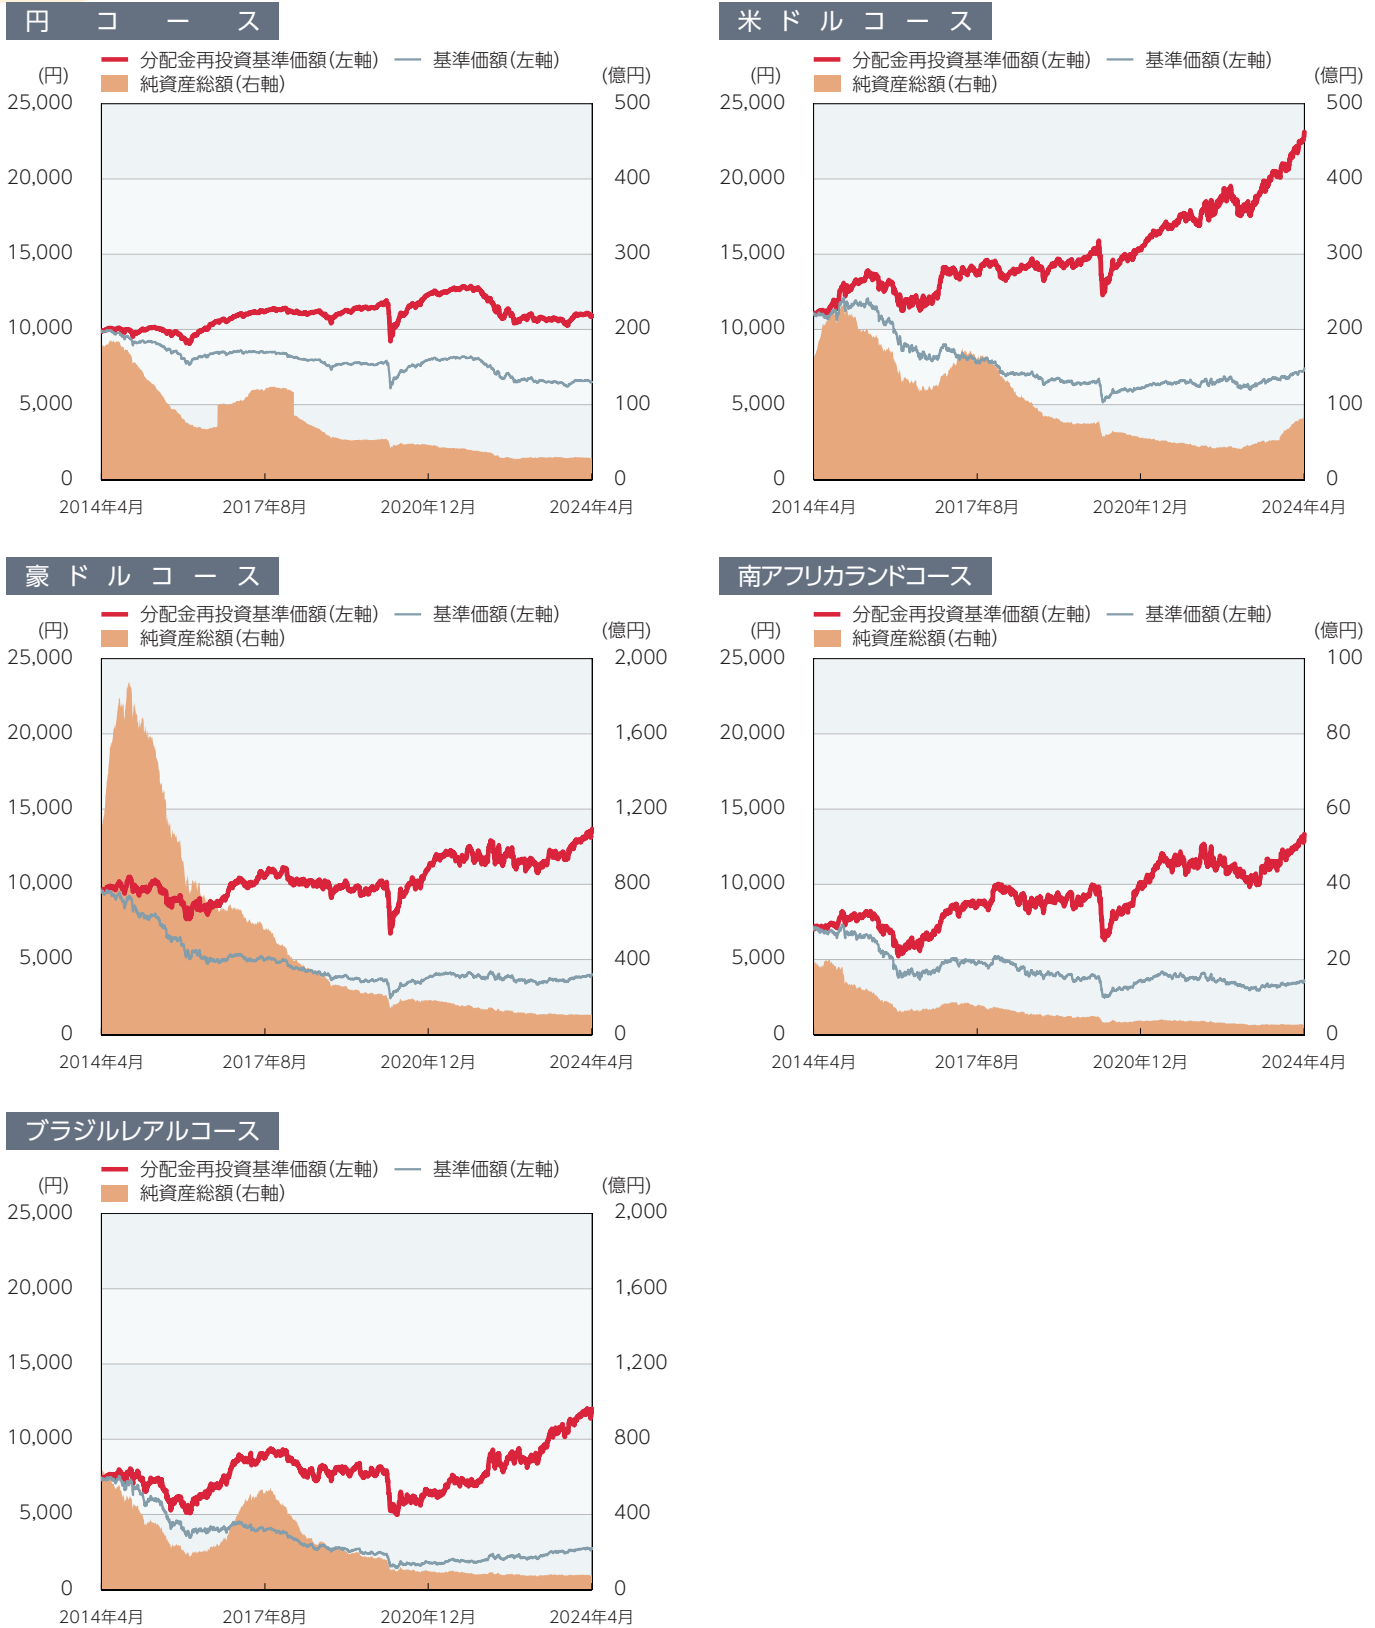 円コース
分配金再投資基準価額(左軸) 基準価額(左軸)
純資産総額(右軸)
(円) (億円)
25,000 500
20,000 400
15,000 300
10,000 200
5,000 100
0 0
2014年4月 2017年8月 2020年12月 2024年4月
米ドルコース
分配金再投資基準価額(左軸) 基準価額(左軸)
純資産総額(右軸)
(円) (億円)
25,000 500
20,000 400
15,000 300
10,000 200
5,000 100
0 0
2014年4月 2017年8月 2020年12月 2024年4月
豪ドルコース
分配金再投資基準価額(左軸) 基準価額(左軸)
純資産総額(右軸)
(円) (億円)
25,000 2,000
20,000 1,600
15,000 1,200
10,000 800
5,000 400
0 0
2014年4月 2017年8月 2020年12月 2024年4月
南アフリカランドコース
分配金再投資基準価額(左軸) 基準価額(左軸)
純資産総額(右軸)
(円) (億円)
25,000 100
20,000 80
15,000 60
10,000 40
5,000 20
0 0
2014年4月 2017年8月 2020年12月 2024年4月
ブラジルレアルコース
分配金再投資基準価額(左軸) 基準価額(左軸)
純資産総額(右軸)
(円) (億円)
25,000 2,000
20,000 1,600
15,000 1,200
10,000 800
5,000 400
0 0
2014年4月 2017年8月 2020年12月 2024年4月